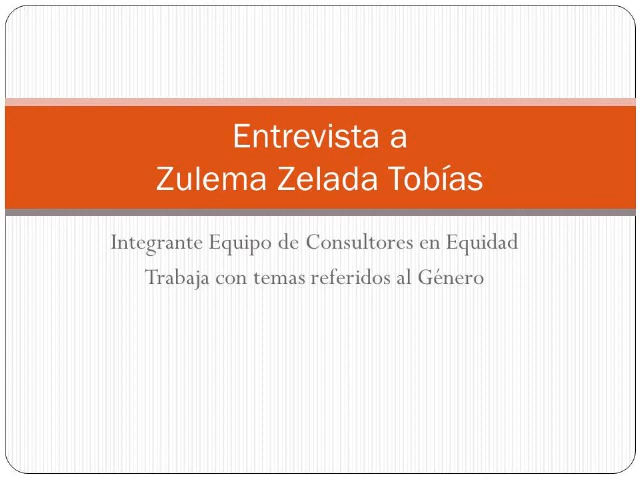 Entrevista a
Zulema Zelada Tobías
Integrante Equipo de Consultores en Equidad
Trabaja con temas referidos al Género